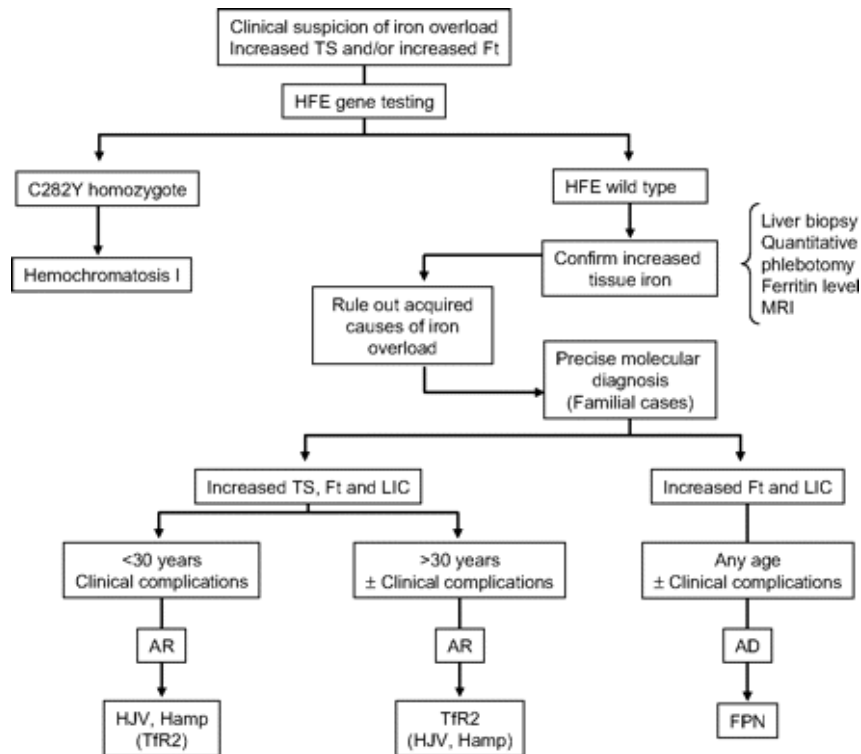 Clinical suspicion of iron overload
Increased TS and/or increased Ft
HFE gene testing
C282Y homozygote
HFE wild type
Hemochromatosis I
Confirm increased
tissue iron
Liver biopsy
Quantitative
phlebotomy
Ferritin level
MRI
Rule out acquired
causes of iron
overload
Precise molecular
diagnosis
(Familial cases)
Increased TS, Ft and LIC
Increased Ft and LIC
<30 years
Clinical complications
>30 years
± Clinical complications
Any age
± Clinical complications
AR
AR
AD
HJV, Hamp
(TfR2)
TfR2
(HJV, Hamp)
FPN